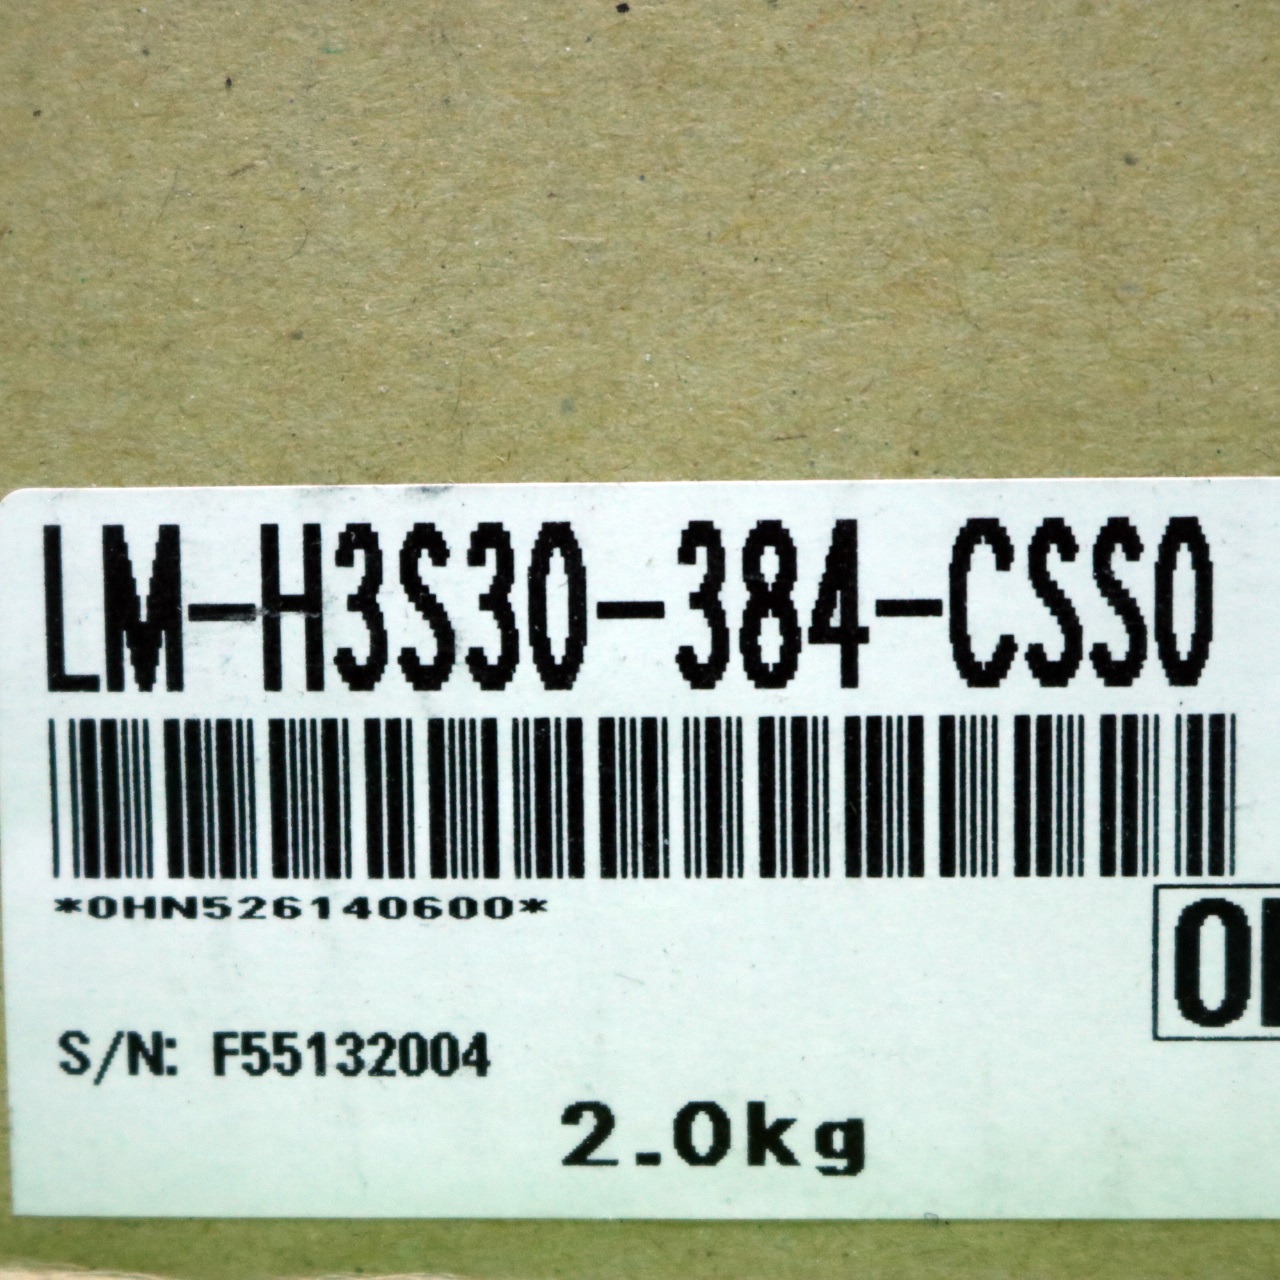 LM-H3S30-384-CSS0
*0HN526140600*
S/N: F55132004
2.0kg